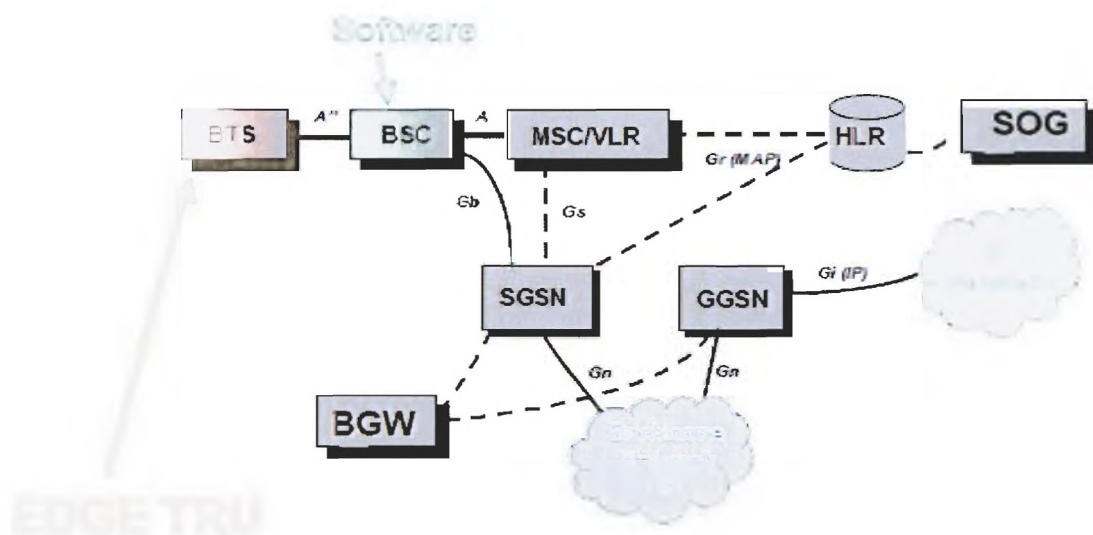 Software
BTS
A"
BSC
A
MSC/VLR
Gr (MAP)
HLR
SOG
Gb
Gs
SGSN
GGSN
Gi (IP)
Gn
Gn
BGW
EDGE TRU